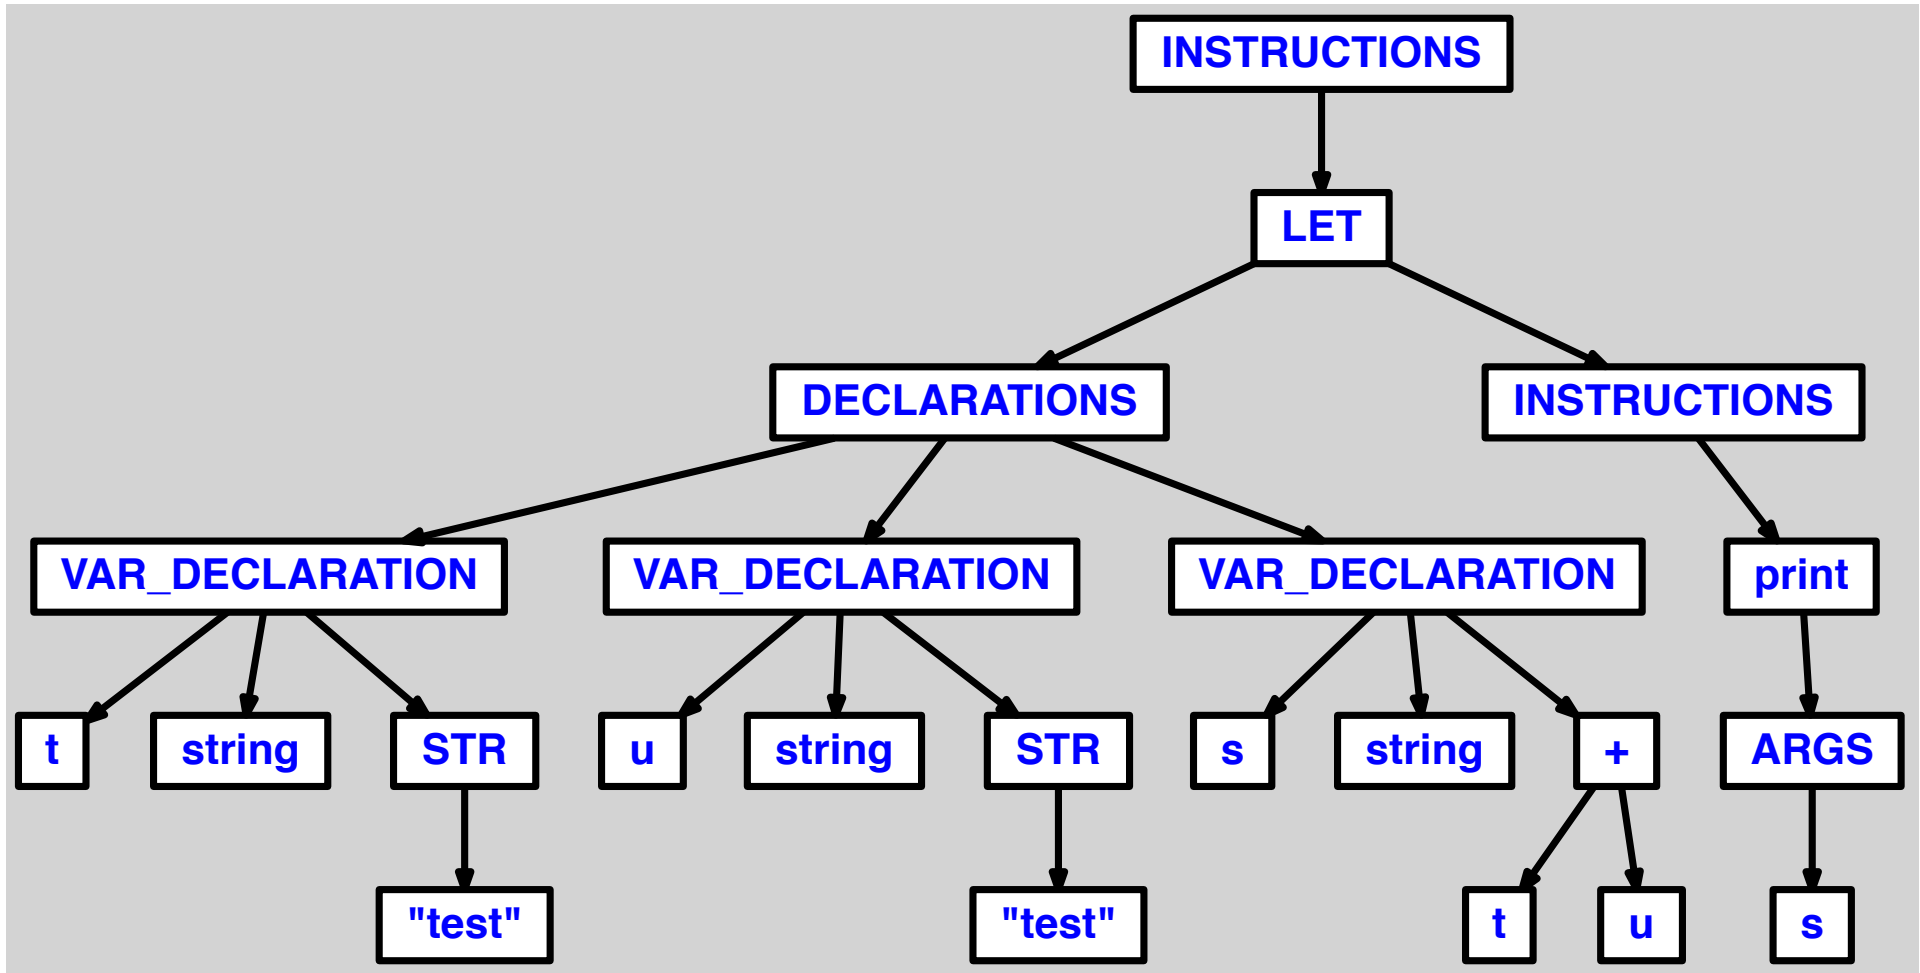 INSTRUCTIONS
LET
DECLARATIONS
INSTRUCTIONS
VAR_DECLARATION
VAR_DECLARATION
VAR_DECLARATION
print
t
string
STR
u
string
STR
s
string
+
ARGS
"test"
"test"
t
u
s